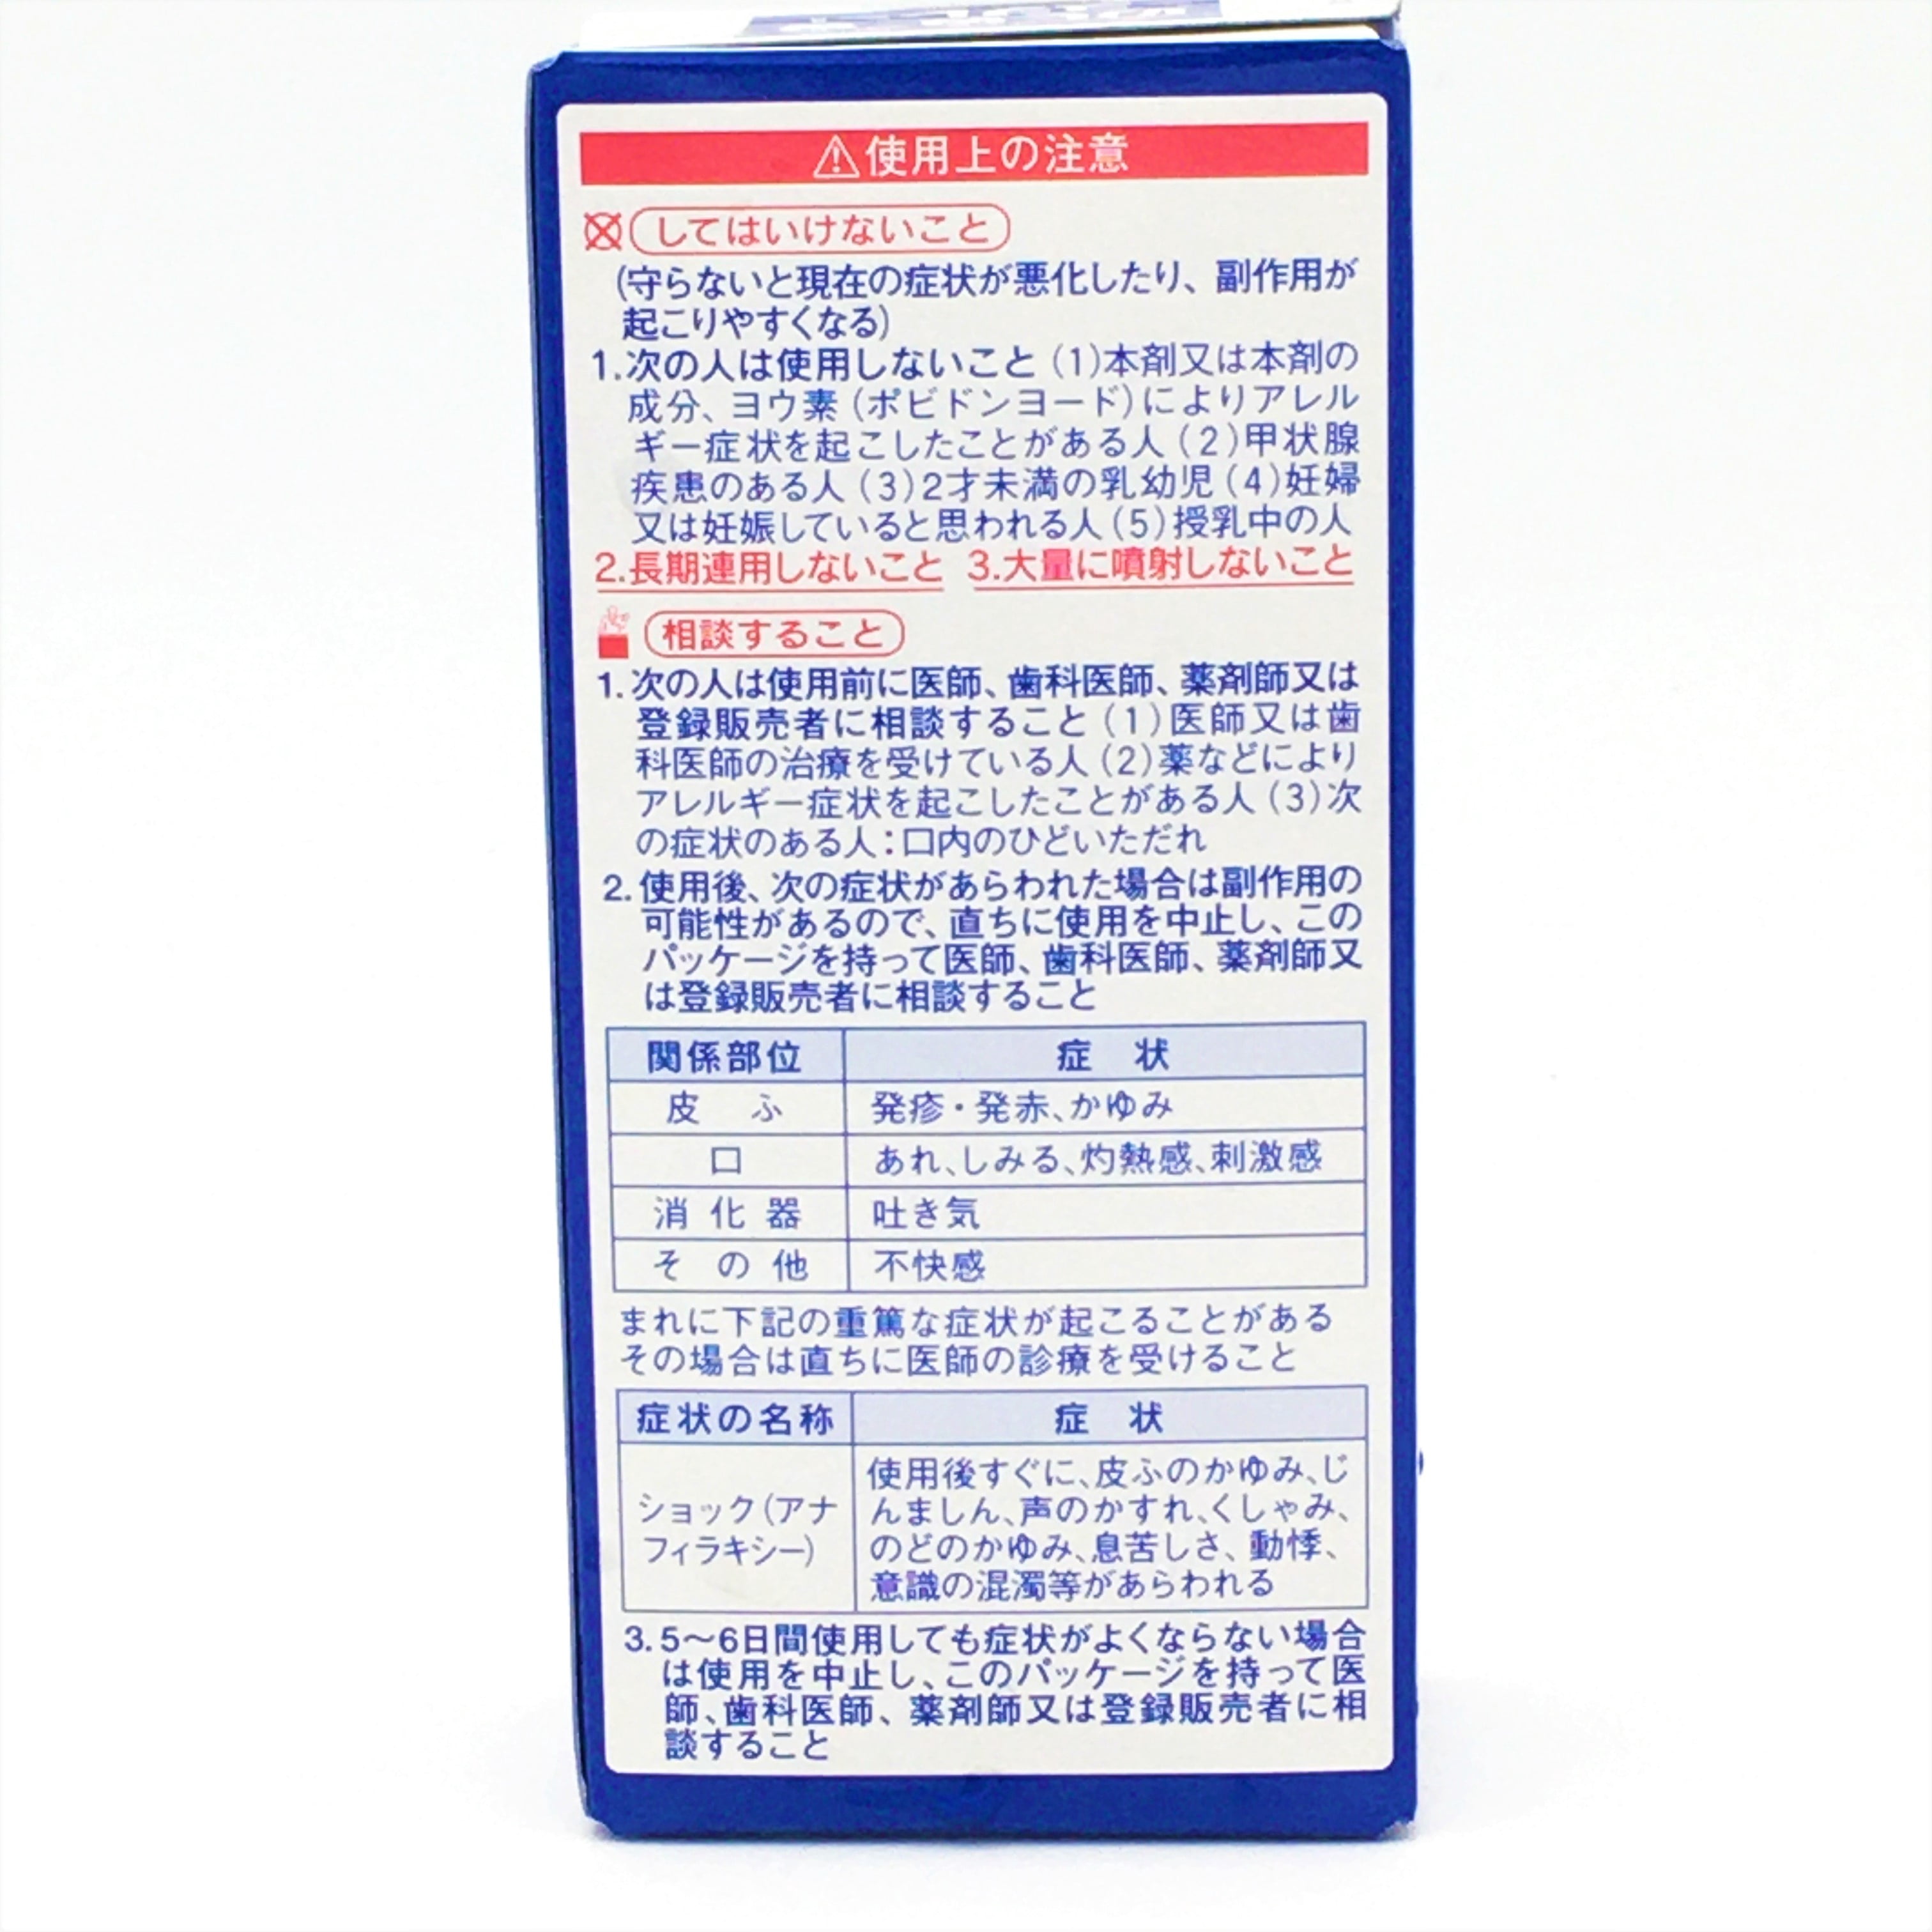 使用上の注意
してはいけないこと
(守らないと現在の症状が悪化したり、副作用が
起こりやすくなる)
1.次の人は使用しないこと(1)本剤又は本剤の
成分、ヨウ素(ポビドンヨード)によりアレル
ギー症状を起こしたことがある人(2)甲状腺
疾患のある人(3)2才未満の乳幼児(4)妊婦
又は妊娠していると思われる人(5)授乳中の人
2.長期連用しないこと 3.大量に噴射しないこと
相談すること
1.次の人は使用前に医師、歯科医師、薬剤師又は
登録販売者に相談すること(1)医師又は歯
科医師の治療を受けている人(2)薬などにより
アレルギー症状を起こしたことがある人(3)次
の症状のある人:口内のひどいただれ
2.使用後、次の症状があらわれた場合は副作用の
可能性があるので、直ちに使用を中止し、この
パッケージを持って医師、歯科医師、薬剤師又
は登録販売者に相談すること
関係部位 症状
皮ふ 発疹・発赤、かゆみ
口 あれ、しみる、灼熱感、刺激感
消化器 吐き気
その他 不快感
まれに下記の重篤な症状が起こることがある
その場合は直ちに医師の診療を受けること
症状の名称 症状
ショック(アナ
フィラキシー)
使用後すぐに、皮ふのかゆみ、じ
んましん、声のかすれ、くしゃみ、
のどのかゆみ、息苦しさ、動悸、
意識の混濁等があらわれる
3.5〜6日間使用しても症状がよくならない場合
は使用を中止し、このパッケージを持って医
師、歯科医師、薬剤師又は登録販売者に相
談すること